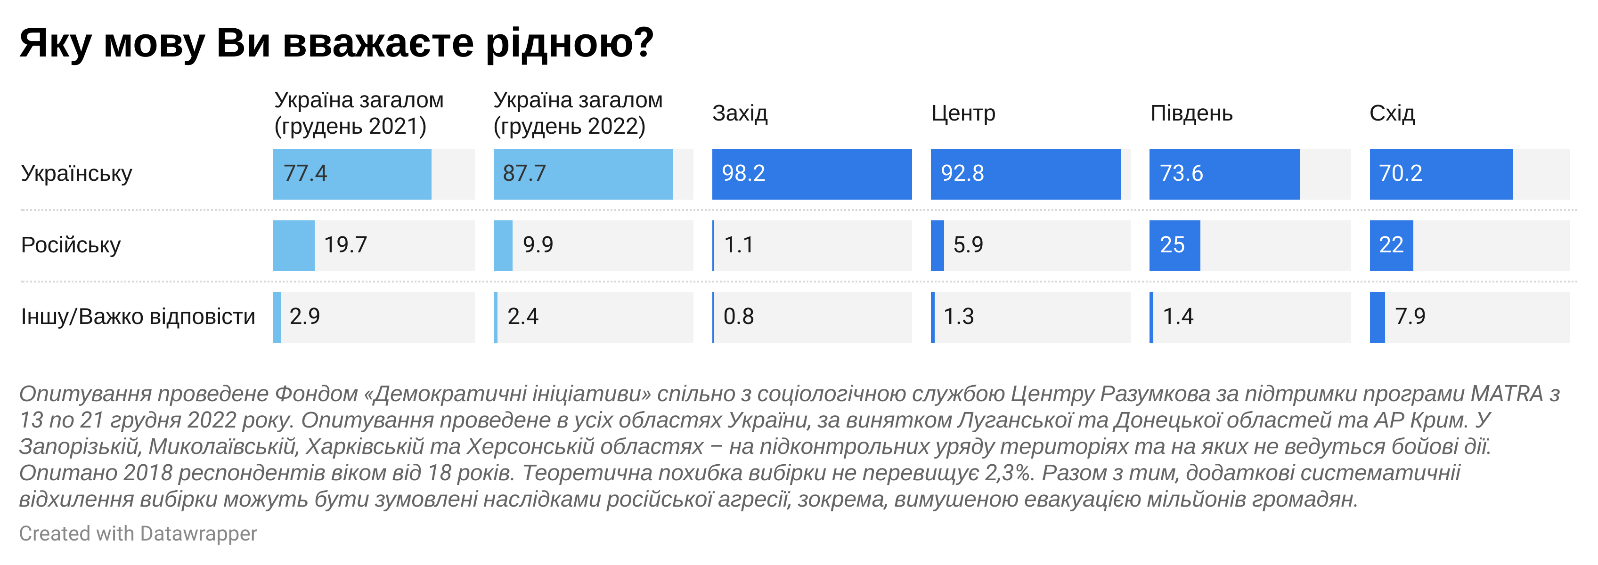 Яку мову Ви вважаєте рідною?
Україна загалом (грудень 2021) Україна загалом (грудень 2022) Захід Центр Південь Схід
Українську 77.4 87.7 98.2 92.8 73.6 70.2
Російську 19.7 9.9 1.1 5.9 25 22
Іншу/Важко відповісти 2.9 2.4 0.8 1.3 1.4 7.9
Опитування проведене Фондом «Демократичні ініціативи» спільно з соціологічною службою Центру Разумкова за підтримки програми MATRA з
13 по 21 грудня 2022 року. Опитування проведене в усіх областях України, за винятком Луганської та Донецької областей та АР Крим. У
Запорізькій, Миколаївській, Харківській та Херсонській областях – на підконтрольних уряду територіях та на яких не ведуться бойові дії.
Опитано 2018 респондентів віком від 18 років. Теоретична похибка вибірки не перевищує 2,3%. Разом з тим, додаткові систематичніі
відхилення вибірки можуть бути зумовлені наслідками російської агресії, зокрема, вимушеною евакуацією мільйонів громадян.
Created with Datawrapper